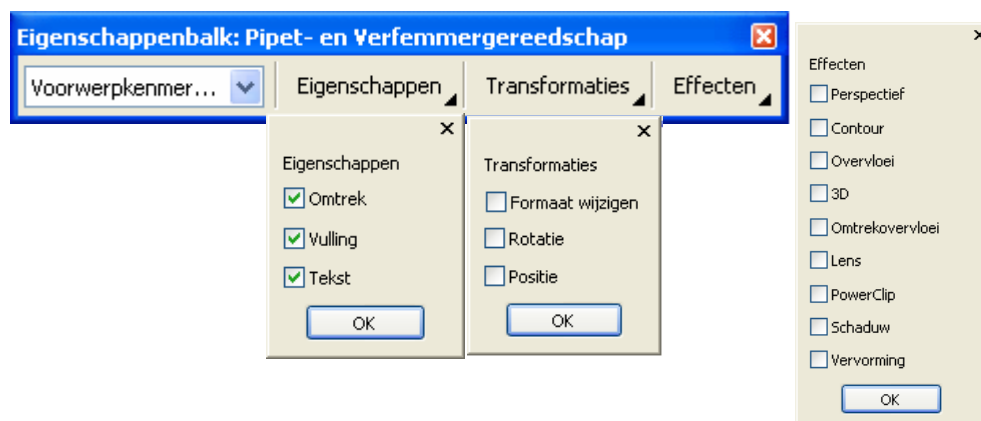 Eigenschappenbalk: Pipet- en Verfemmergereedschap
Voorwerpkenmer... Eigenschappen Transformaties Effecten
Eigenschappen
Omtrek
Vulling
Tekst
OK
Transformaties
Formaat wijzigen
Rotatie
Positie
OK
Effecten
Perspectief
Contour
Overvloei
3D
Omtrekovervloei
Lens
PowerClip
Schaduw
Vervorming
OK